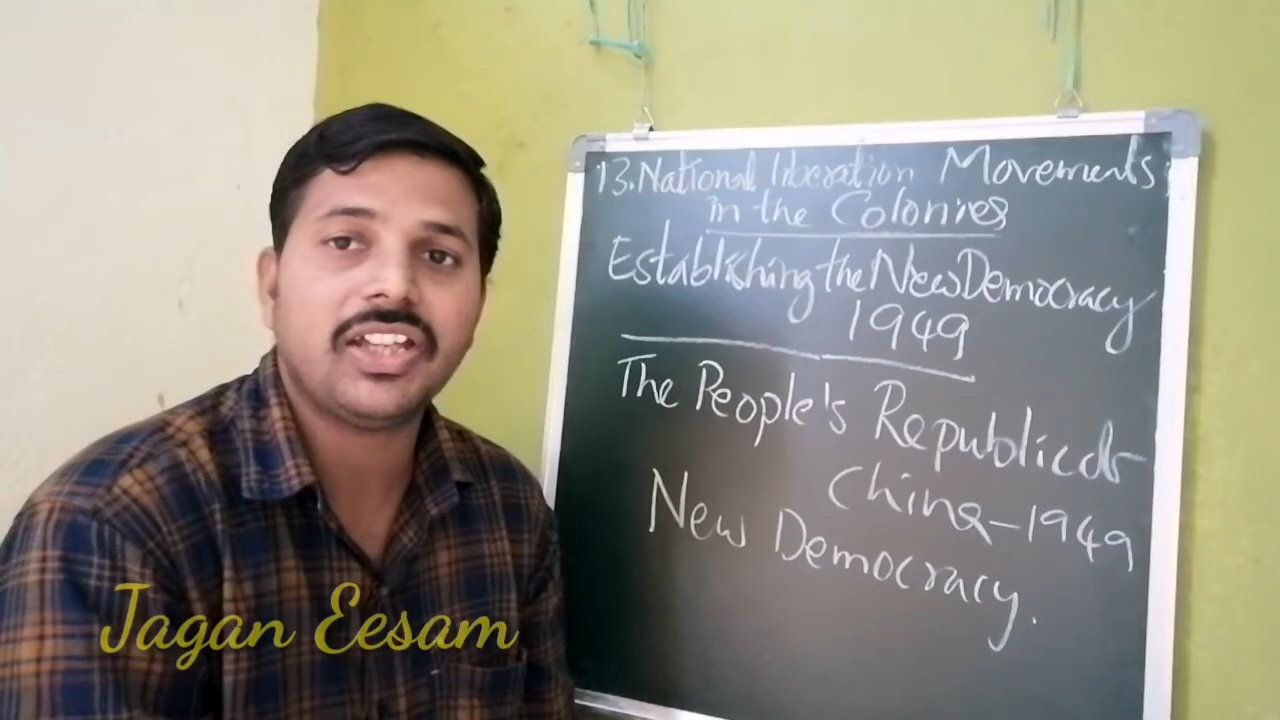 13. National liberation Movements
in the Colonies
Establishing the New Democracy
1949
The People's Republic of
China-1949
New Democracy.
Jagan Eesam